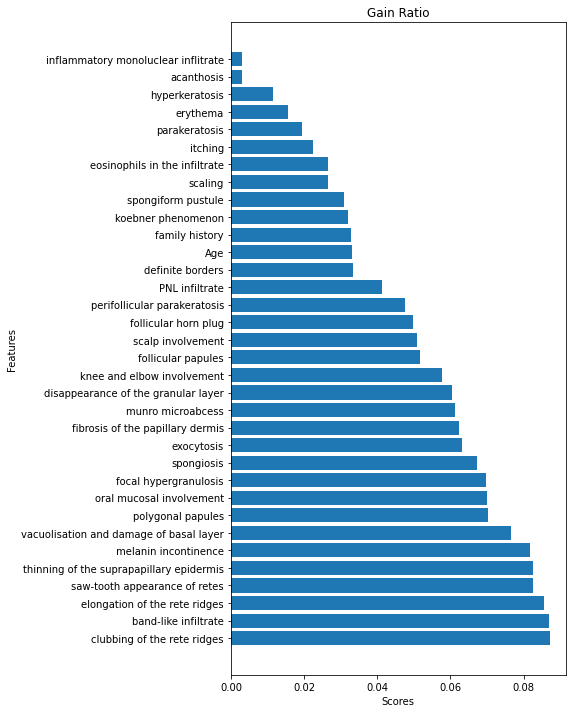 Gain Ratio
Features
inflammatory monoluclear inflitrate
acanthosis
hyperkeratosis
erythema
parakeratosis
itching
eosinophils in the infiltrate
scaling
spongiform pustule
koebner phenomenon
family history
Age
definite borders
PNL infiltrate
perifollicular parakeratosis
follicular horn plug
scalp involvement
follicular papules
knee and elbow involvement
disappearance of the granular layer
munro microabcess
fibrosis of the papillary dermis
exocytosis
spongiosis
focal hypergranulosis
oral mucosal involvement
polygonal papules
vacuolisation and damage of basal layer
melanin incontinence
thinning of the suprapapillary epidermis
saw-tooth appearance of retes
elongation of the rete ridges
band-like infiltrate
clubbing of the rete ridges
0.00 0.02 0.04 0.06 0.08
Scores